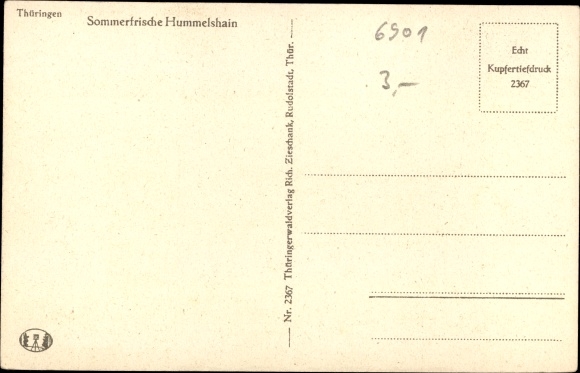 Thüringen
Sommerfrische Hummelshain
Nr. 2367 Thüringerwaldverlag Rich. Zieschank, Rudolstadt, Thür.
6901
3,-
Echt
Kupfertiefdruck
2367